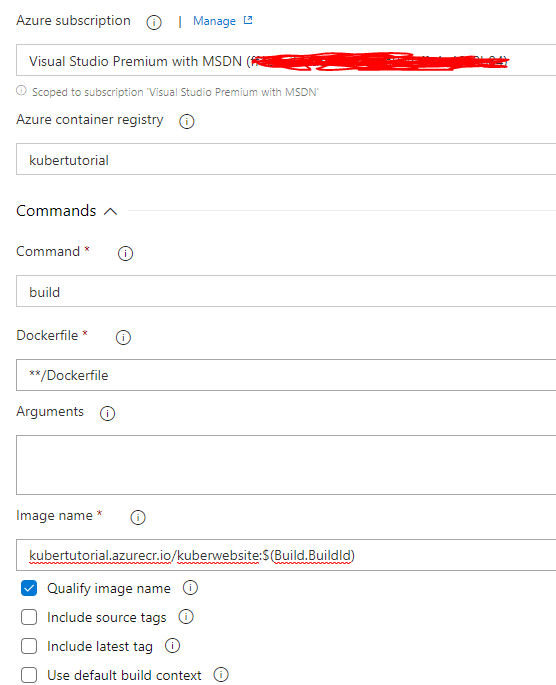 Azure subscription | Manage
Visual Studio Premium with MSDN (
Scoped to subscription 'Visual Studio Premium with MSDN'
Azure container registry
kubertutorial
Commands
Command *
build
Dockerfile *
**/Dockerfile
Arguments
Image name *
kubertutorial.azurecr.io/kuberwebsite:$(Build.BuildId)
Qualify image name
Include source tags
Include latest tag
Use default build context